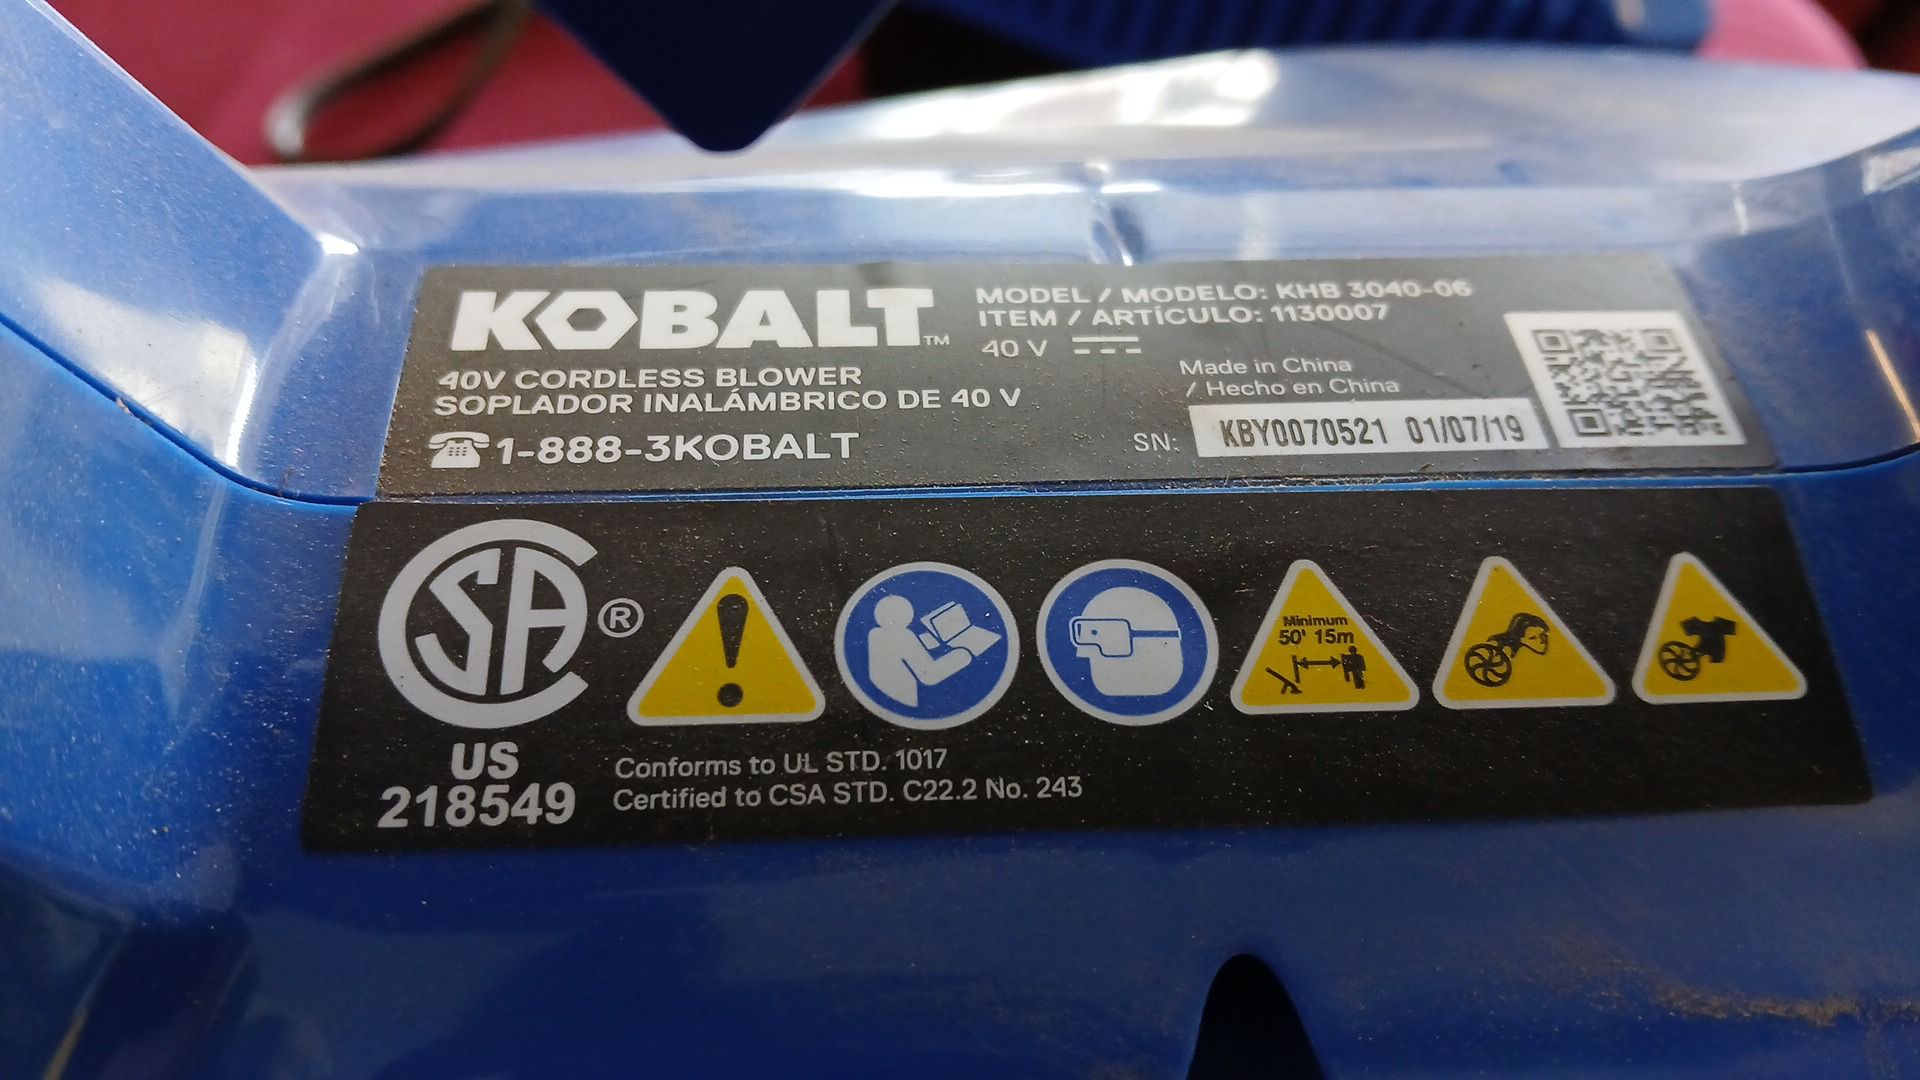 KOBALT™
40V CORDLESS BLOWER
SOPLADOR INALÁMBRICO DE 40 V
1-888-3KOBALT
MODEL / MODELO: KHB 3040-06
ITEM / ARTÍCULO: 1130007
40 V
Made in China
/ Hecho en China
SN: KBY0070521 01/07/19
CSA®
US
218549
Minimum
50' 15m
Conforms to UL STD. 1017
Certified to CSA STD. C22.2 No. 243